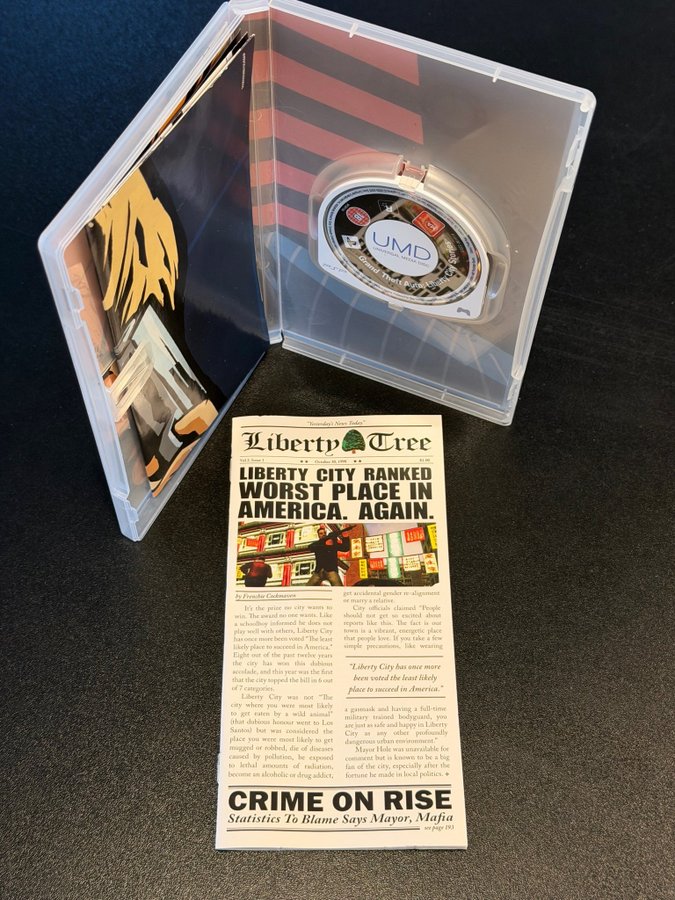 UMD
UNIVERSAL MEDIA DISC
PSP
Grand Theft Auto: Liberty City Stories
"Yesterday's News Today"
Liberty Tree
Vol 1, Issue 1
October 10, 1998
$1.00
LIBERTY CITY RANKED
WORST PLACE IN
AMERICA. AGAIN.
by Frenchie Cockmaven
It's the prize no city wants to
win. The award no one wants. Like
a schoolboy informed he does not
play well with others, Liberty City
has once more been voted "The least
likely place to succeed in America."
Eight out of the past twelve years
the city has won this dubious
accolade, and this year was the first
that the city topped the bill in 6 out
of 7 categories.
Liberty City was not "The
city where you were most likely
to get eaten by a wild animal"
(that dubious honour went to Los
Santos) but was considered the
place you were most likely to get
mugged or robbed, die of diseases
caused by pollution, be exposed
to lethal amounts of radiation,
become an alcoholic or drug addict,
get accidental gender re-alignment
or marry a relative.
City officials claimed "People
should not get so excited about
reports like this. The fact is our
town is a vibrant, energetic place
that people love. If you take a few
simple precautions, like wearing
"Liberty City has once more
been voted the least likely
place to succeed in America."
a gasmask and having a full-time
military trained bodyguard, you
are just as safe and happy in Liberty
City as any other profoundly
dangerous urban environment."
Mayor Hole was unavailable for
comment but is known to be a big
fan of the city, especially after the
fortune he made in local politics.
CRIME ON RISE
Statistics To Blame Says Mayor, Mafia
see page 193